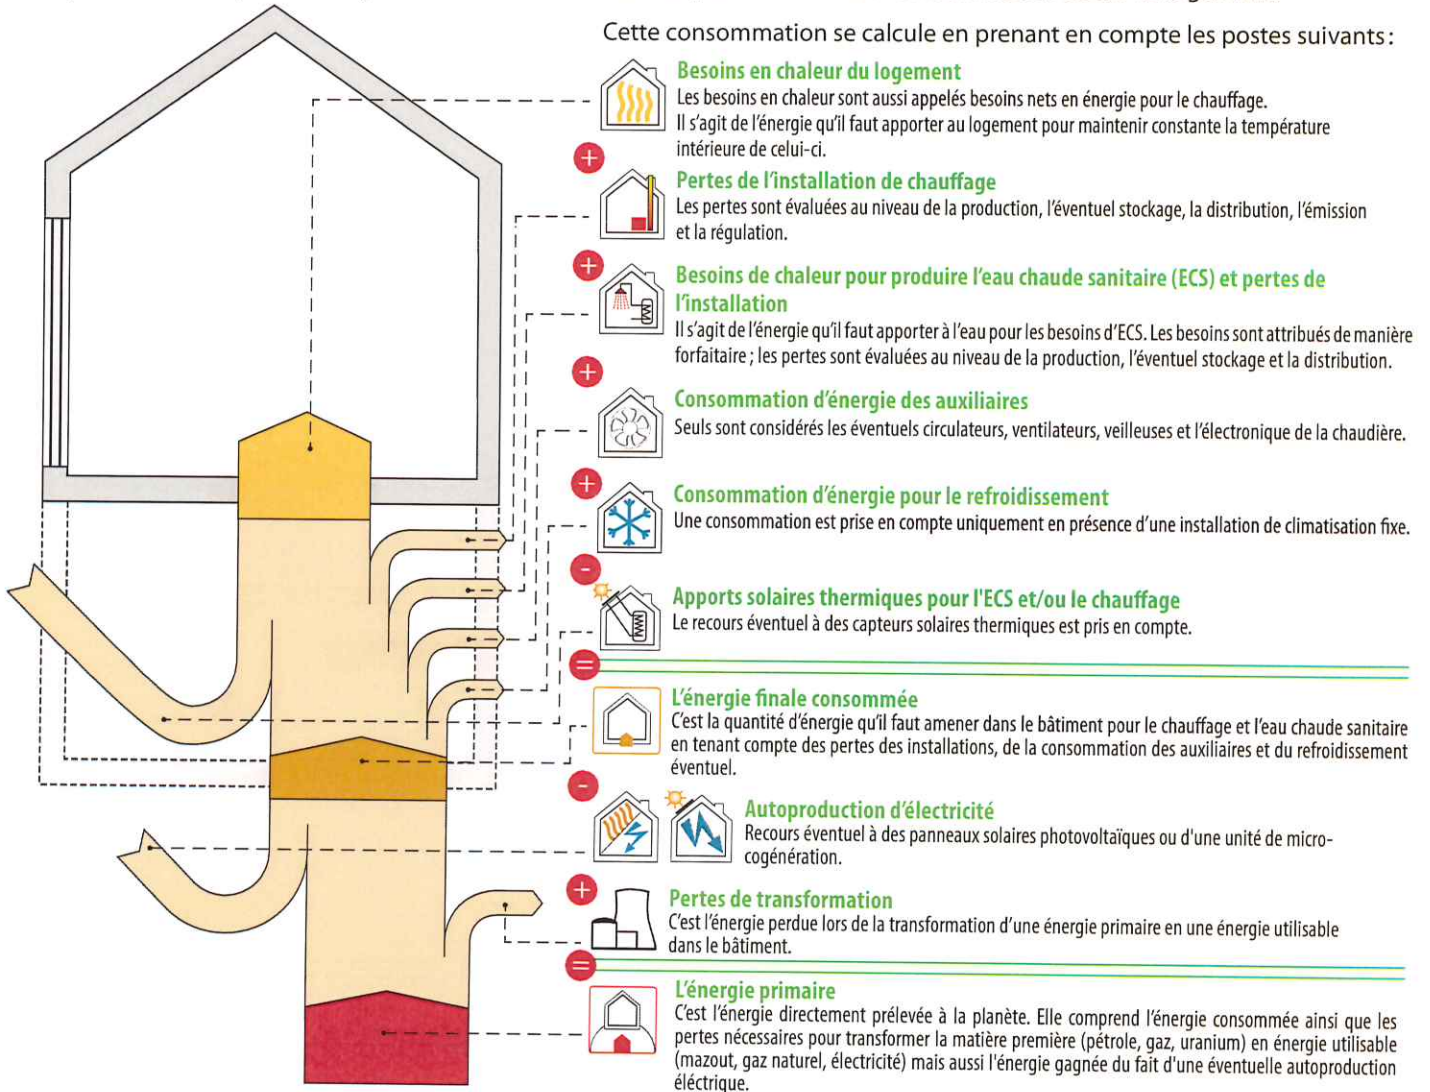 Cette consommation se calcule en prenant en compte les postes suivants :
Besoins en chaleur du logement
Les besoins en chaleur sont aussi appelés besoins nets en énergie pour le chauffage.
Il s'agit de l'énergie qu'il faut apporter au logement pour maintenir constante la température
intérieure de celui-ci.
+
Pertes de l'installation de chauffage
Les pertes sont évaluées au niveau de la production, l'éventuel stockage, la distribution, l'émission
et la régulation.
+
Besoins de chaleur pour produire l'eau chaude sanitaire (ECS) et pertes de
l'installation
Il s'agit de l'énergie qu'il faut apporter à l'eau pour les besoins d'ECS. Les besoins sont attribués de manière
forfaitaire ; les pertes sont évaluées au niveau de la production, l'éventuel stockage et la distribution.
+
Consommation d'énergie des auxiliaires
Seuls sont considérés les éventuels circulateurs, ventilateurs, veilleuses et l'électronique de la chaudière.
+
Consommation d'énergie pour le refroidissement
Une consommation est prise en compte uniquement en présence d'une installation de climatisation fixe.
-
Apports solaires thermiques pour l'ECS et/ou le chauffage
Le recours éventuel à des capteurs solaires thermiques est pris en compte.
=
L'énergie finale consommée
C'est la quantité d'énergie qu'il faut amener dans le bâtiment pour le chauffage et l'eau chaude sanitaire
en tenant compte des pertes des installations, de la consommation des auxiliaires et du refroidissement
éventuel.
-
Autoproduction d'électricité
Recours éventuel à des panneaux solaires photovoltaïques ou d'une unité de micro-
cogénération.
+
Pertes de transformation
C'est l'énergie perdue lors de la transformation d'une énergie primaire en une énergie utilisable
dans le bâtiment.
=
L'énergie primaire
C'est l'énergie directement prélevée à la planète. Elle comprend l'énergie consommée ainsi que les
pertes nécessaires pour transformer la matière première (pétrole, gaz, uranium) en énergie utilisable
(mazout, gaz naturel, électricité) mais aussi l'énergie gagnée du fait d'une éventuelle autoproduction
éléctrique.